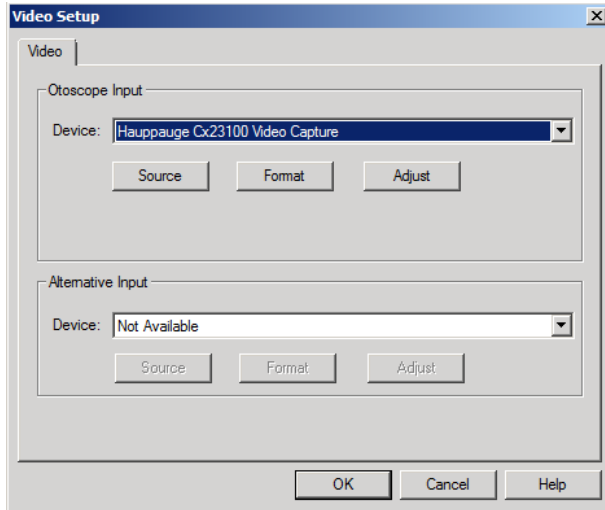 Video Setup
Video
Otoscope Input
Device: Hauppauge Cx23100 Video Capture
Source Format Adjust
Alternative Input
Device: Not Available
Source Format Adjust
OK Cancel Help